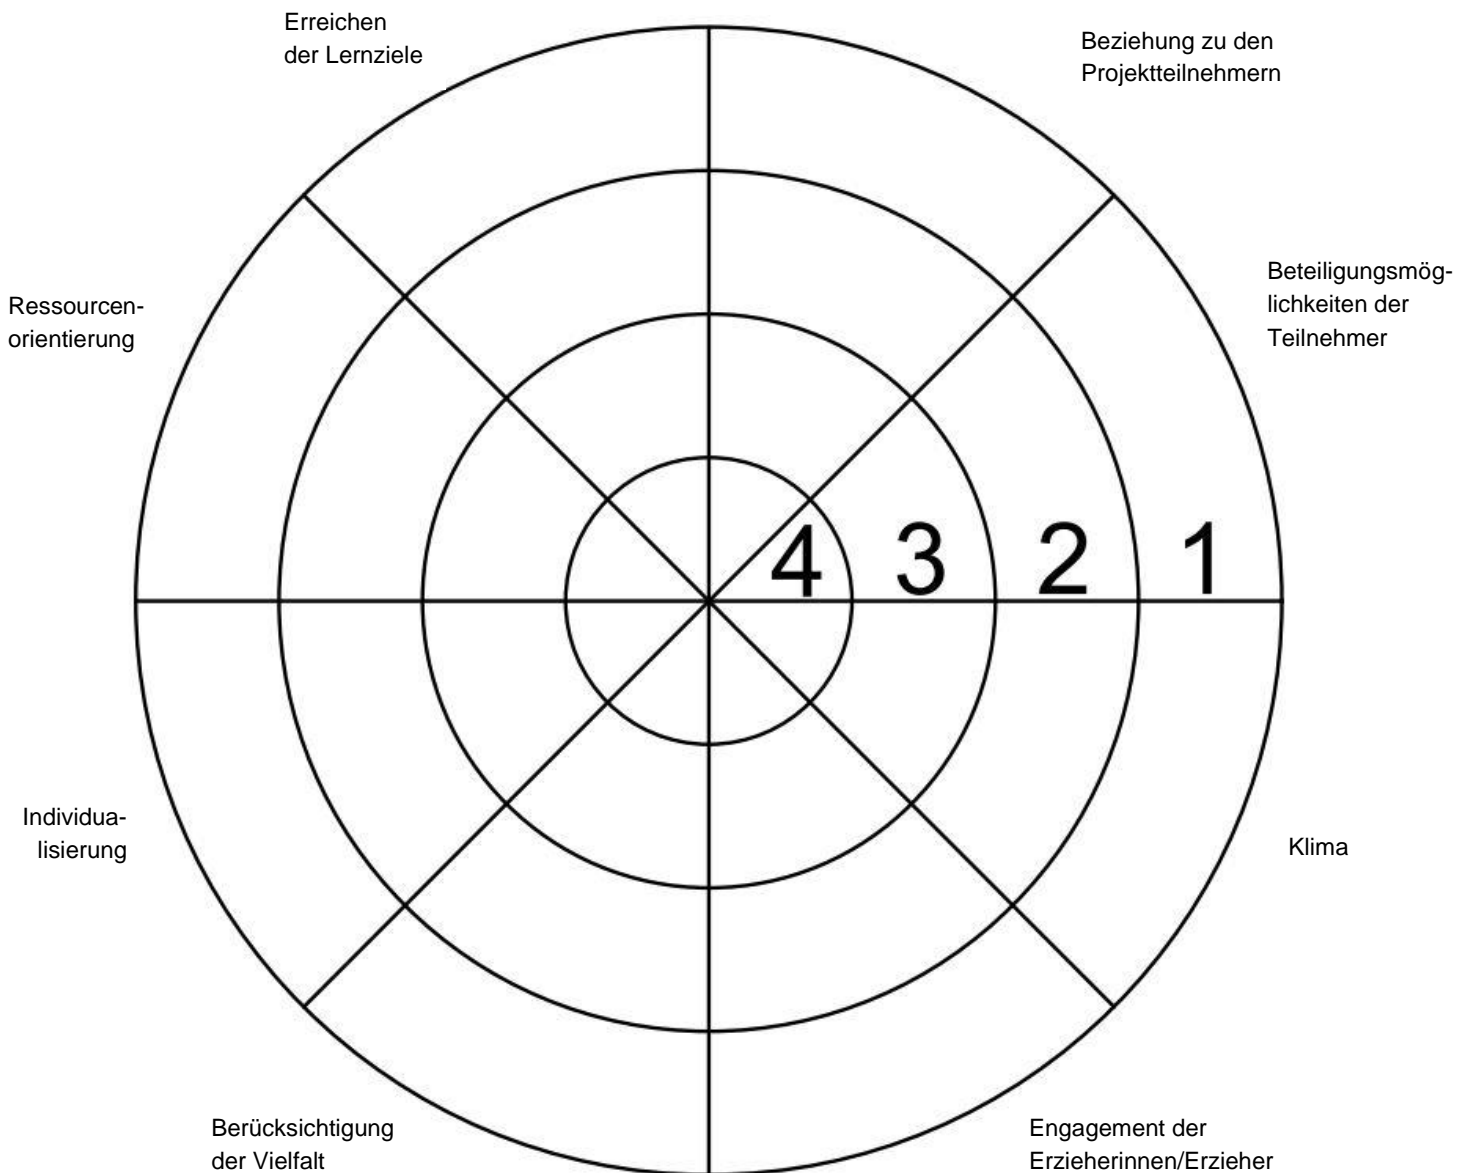 Erreichen
der Lernziele
Beziehung zu den
Projektteilnehmern
Beteiligungsmög-
lichkeiten der
Teilnehmer
Ressourcen-
orientierung
4 3 2 1
Individua-
lisierung
Klima
Berücksichtigung
der Vielfalt
Engagement der
Erzieherinnen/Erzieher